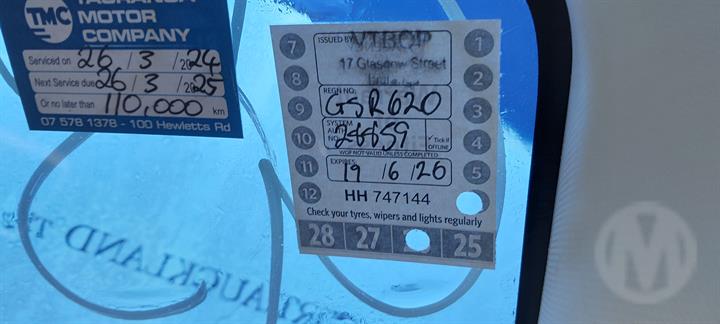 TMC
TAURANGA
MOTOR
COMPANY
Serviced on 26 / 3 / 2024
Next Service due 26 / 3 / 2025
Or no later than 110,000 km
07 578 1378 - 100 Hewletts Rd
ISSUED BY VTBOP
17 Glasgow Street
REGN NO: GSR620
SYSTEM AUTH NO.
✓ Tick if OFFLINE
WOF NOT VALID UNLESS COMPLETED
EXPIRES 19 / 6 / 26
HH 747144
Check your tyres, wipers and lights regularly
7 8 9 10 11 12
1 2 3 4 5
28 27 25
AUCKLAND
M